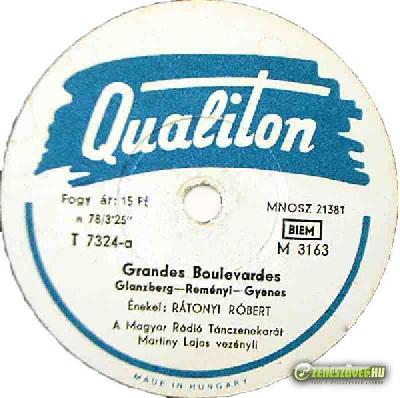 Qualiton
Fogy. ár: 15 Ft
n 78/3'25"
T 7324-a
MNOSZ 21381
BIEM
M 3163
Grandes Boulevardes
Glanzberg—Reményi—Gyenes
Énekel: RÁTONYI RÓBERT
A Magyar Rádió Tánczenekarát
Martiny Lajos vezényli
MADE IN HUNGARY
ZENESZÖVEG.HU